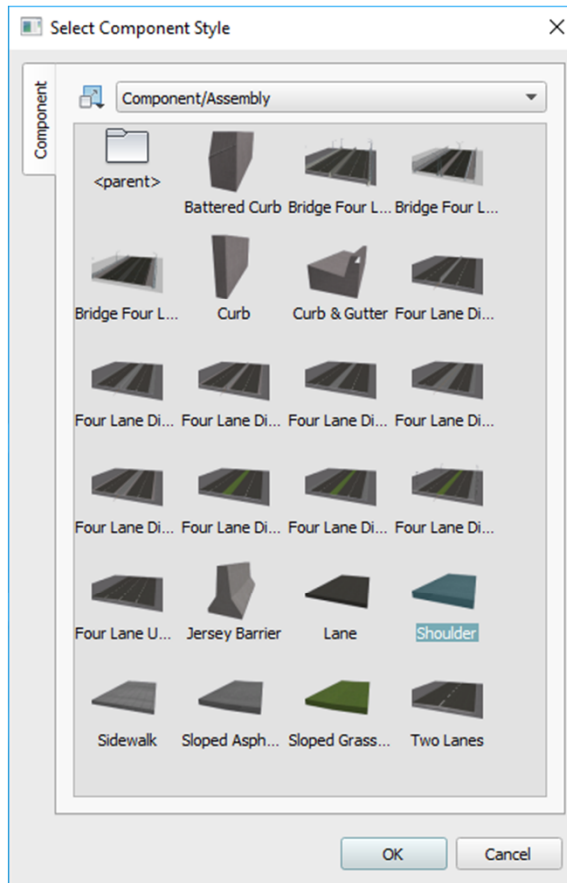 Select Component Style
Component
Component/Assembly
<parent>
Battered Curb Bridge Four L... Bridge Four L...
Bridge Four L... Curb Curb & Gutter Four Lane Di...
Four Lane Di... Four Lane Di... Four Lane Di... Four Lane Di...
Four Lane Di... Four Lane Di... Four Lane Di... Four Lane Di...
Four Lane U... Jersey Barrier Lane Shoulder
Sidewalk Sloped Asph... Sloped Grass... Two Lanes
OK Cancel